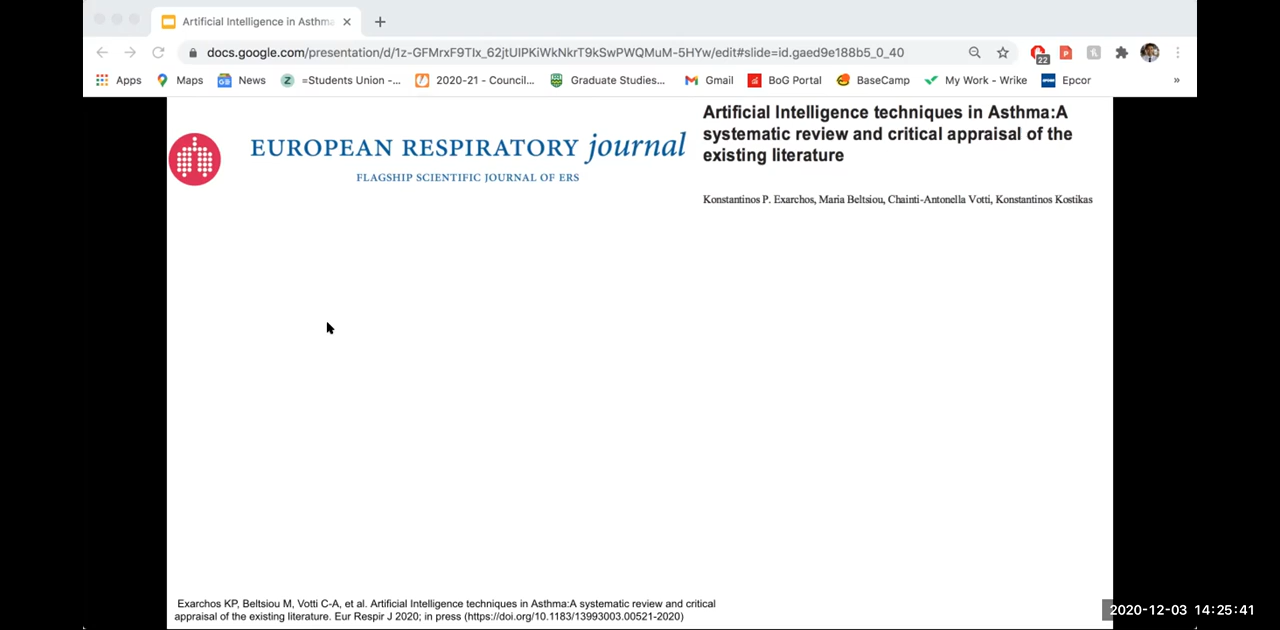 Artificial Intelligence in Asthma
docs.google.com/presentation/d/1z-GFMrxF9TIx_62jtUIPKiWkNkrT9kSwPWQMuM-5HYw/edit#slide=id.gaed9e188b5_0_40
22
Apps Maps News =Students Union -... 2020-21 - Council... Graduate Studies... Gmail BoG Portal BaseCamp My Work - Wrike Epcor »
Artificial Intelligence techniques in Asthma:A
systematic review and critical appraisal of the
existing literature
EUROPEAN RESPIRATORY journal
FLAGSHIP SCIENTIFIC JOURNAL OF ERS
Konstantinos P. Exarchos, Maria Beltsiou, Chainti-Antonella Votti, Konstantinos Kostikas
Exarchos KP, Beltsiou M, Votti C-A, et al. Artificial Intelligence techniques in Asthma:A systematic review and critical
appraisal of the existing literature. Eur Respir J 2020; in press (https://doi.org/10.1183/13993003.00521-2020)
2020-12-03 14:25:41